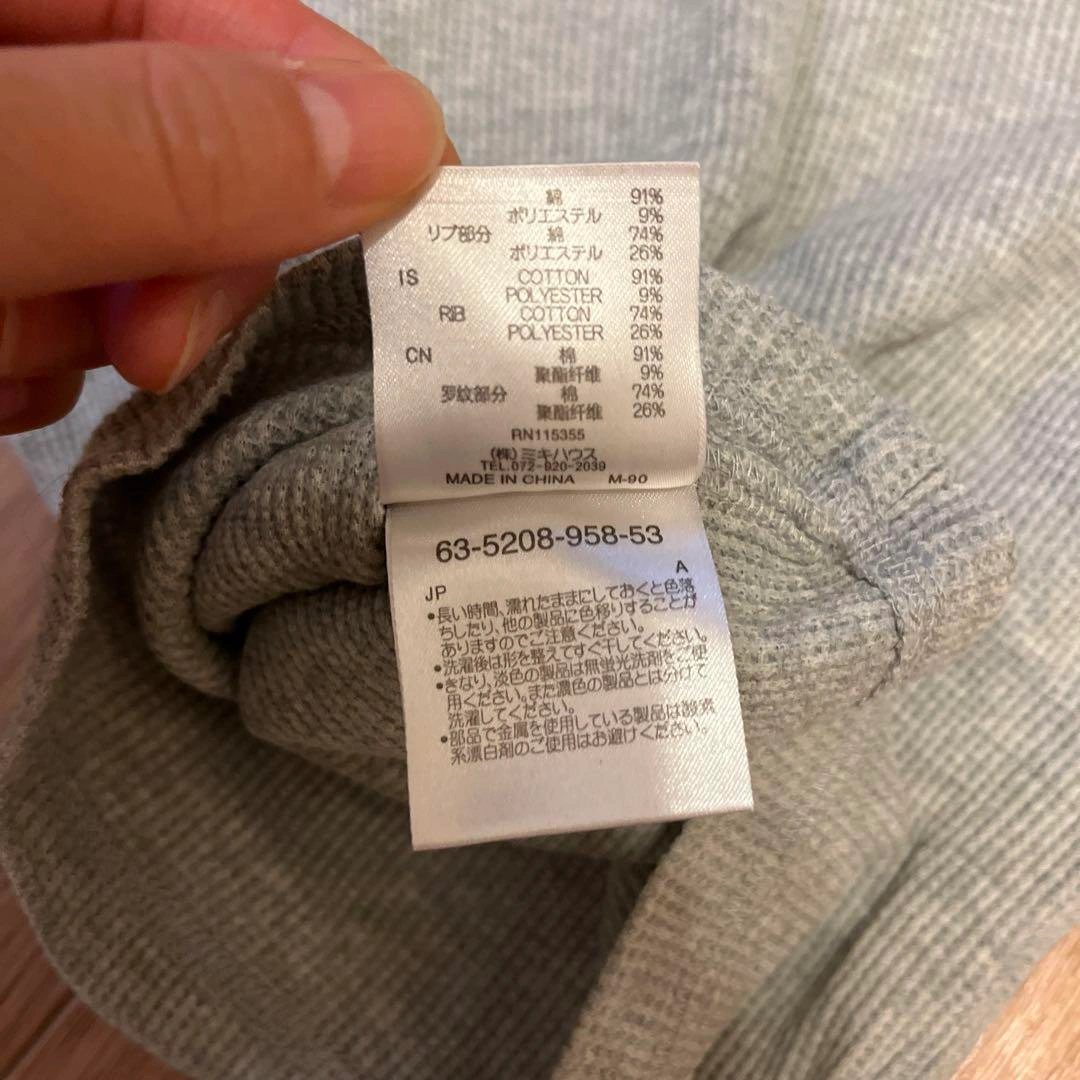 綿 91%
ポリエステル 9%
リブ部分 綿 74%
ポリエステル 26%
IS COTTON 91%
POLYESTER 9%
RIB COTTON 74%
POLYESTER 26%
CN 棉 91%
聚酯纤维 9%
罗纹部分 棉 74%
聚酯纤维 26%
RN115355
(株)ミキハウス
TEL.072-920-2039
MADE IN CHINA M-90
63-5208-958-53
A
JP
•長い時間、濡れたままにしておくと色落
ちしたり、他の製品に色移りすることが
ありますのでご注意ください。
•洗濯後は形を整えてすぐ干してください。
•きなり、淡色の製品は無蛍光洗剤をご使
用ください。また濃色の製品とは分けて
洗濯してください。
•部品で金属を使用している製品は酸素
系漂白剤のご使用はお避けください。